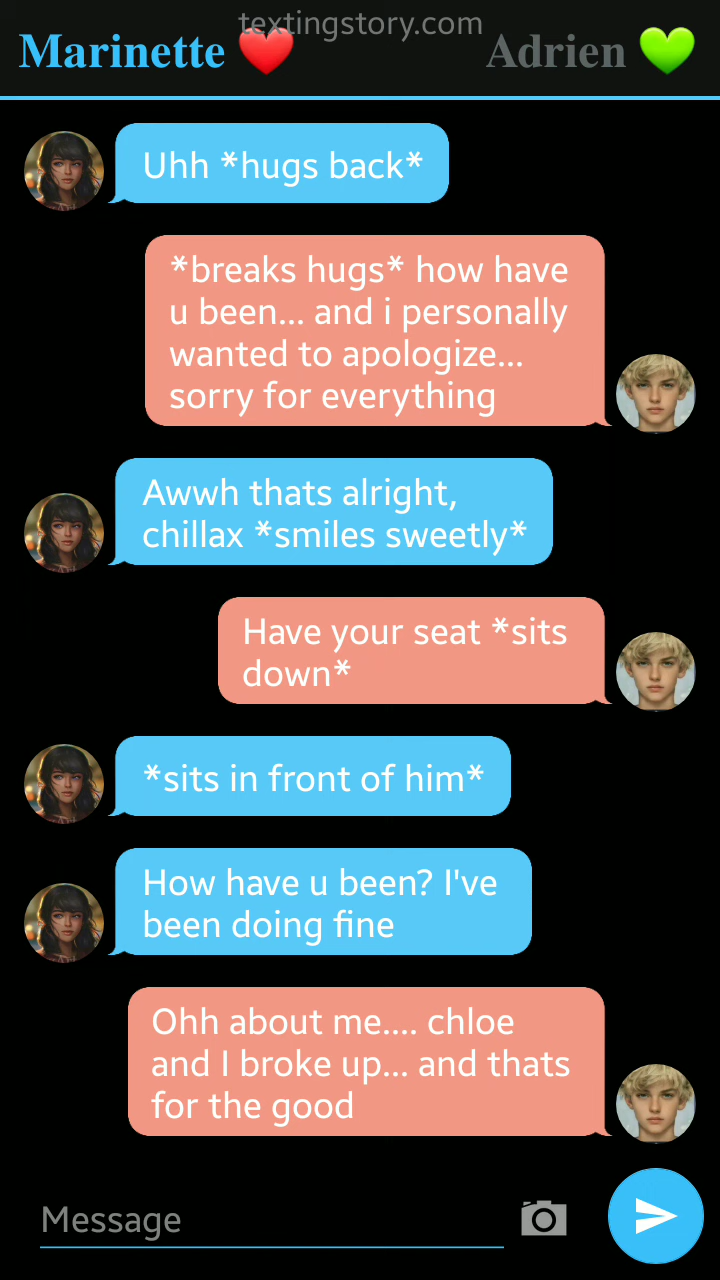 textingstory.com
Marinette ❤️ Adrien 💚
Uhh *hugs back*
*breaks hugs* how have
u been... and i personally
wanted to apologize...
sorry for everything
Awwh thats alright,
chillax *smiles sweetly*
Have your seat *sits
down*
*sits in front of him*
How have u been? I've
been doing fine
Ohh about me.... chloe
and I broke up... and thats
for the good
Message